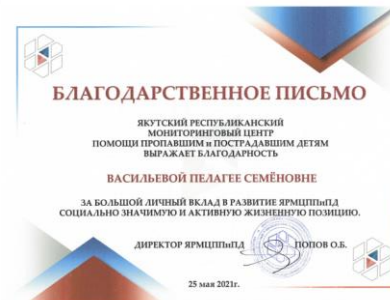 БЛАГОДАРСТВЕННОЕ ПИСЬМО
ЯКУТСКИЙ РЕСПУБЛИКАНСКИЙ
МОНИТОРИНГОВЫЙ ЦЕНТР
ПОМОЩИ ПРОПАВШИМ и ПОСТРАДАВШИМ ДЕТЯМ
ВЫРАЖАЕТ БЛАГОДАРНОСТЬ
ВАСИЛЬЕВОЙ ПЕЛАГЕЕ СЕМЁНОВНЕ
ЗА БОЛЬШОЙ ЛИЧНЫЙ ВКЛАД В РАЗВИТИЕ ЯРМЦППиПД
СОЦИАЛЬНО ЗНАЧИМУЮ И АКТИВНУЮ ЖИЗНЕННУЮ ПОЗИЦИЮ.
ДИРЕКТОР ЯРМЦППиПД ПОПОВ О.Б.
25 мая 2021г.